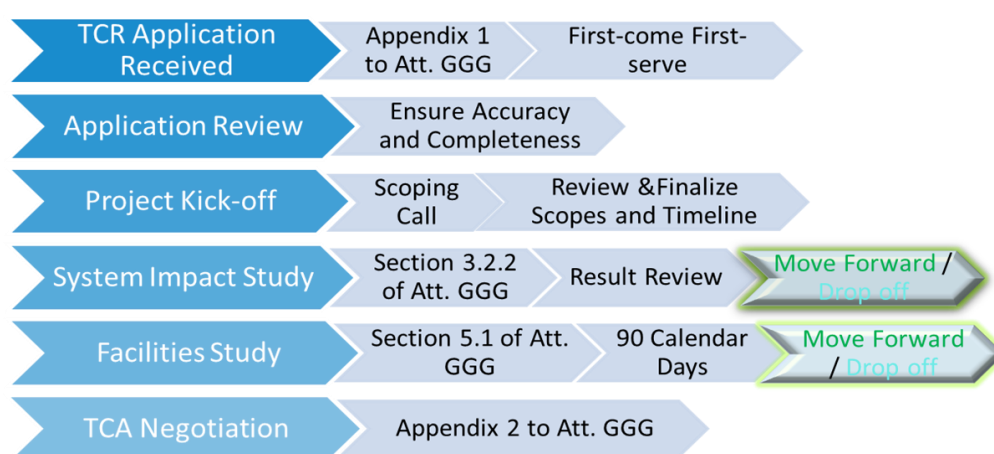 TCR Application
Received
Appendix 1
to Att. GGG
First-come First-
serve
Application Review
Ensure Accuracy
and Completeness
Project Kick-off
Scoping
Call
Review &Finalize
Scopes and Timeline
System Impact Study
Section 3.2.2
of Att. GGG
Result Review
Move Forward /
Drop off
Facilities Study
Section 5.1 of Att.
GGG
90 Calendar
Days
Move Forward
/ Drop off
TCA Negotiation
Appendix 2 to Att. GGG